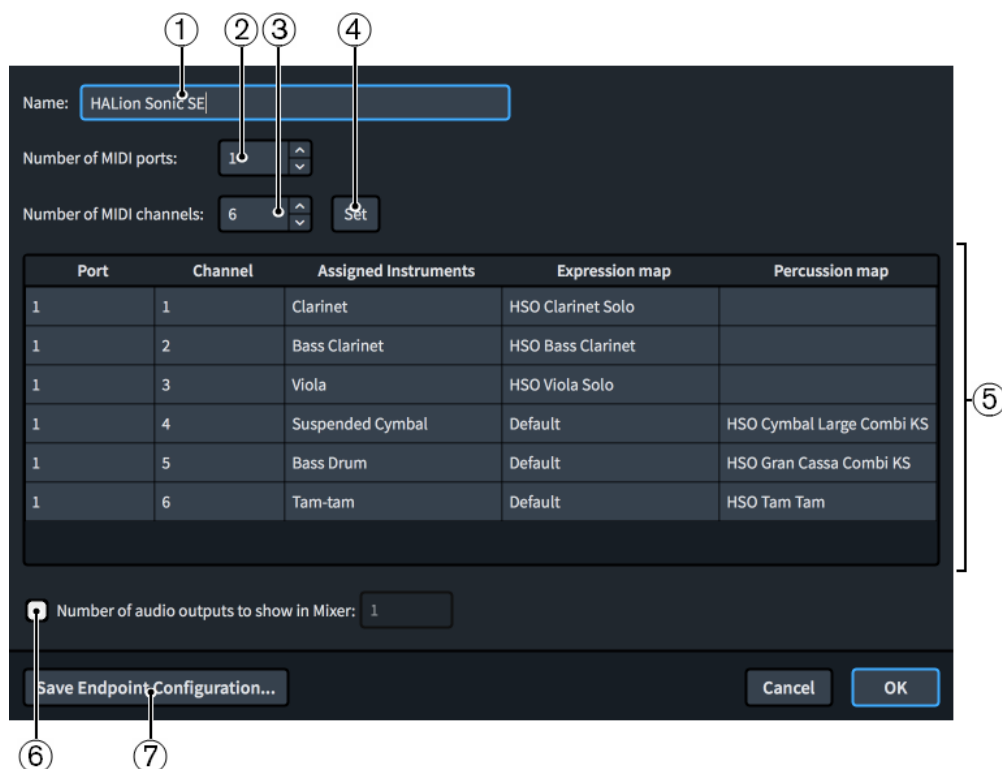 ① ② ③ ④
Name: HALion Sonic SE
Number of MIDI ports: 1
Number of MIDI channels: 6 Set
Port Channel Assigned Instruments Expression map Percussion map
1 1 Clarinet HSO Clarinet Solo
1 2 Bass Clarinet HSO Bass Clarinet
1 3 Viola HSO Viola Solo
⑤
1 4 Suspended Cymbal Default HSO Cymbal Large Combi KS
1 5 Bass Drum Default HSO Gran Cassa Combi KS
1 6 Tam-tam Default HSO Tam Tam
Number of audio outputs to show in Mixer: 1
Save Endpoint Configuration... Cancel OK
⑥ ⑦